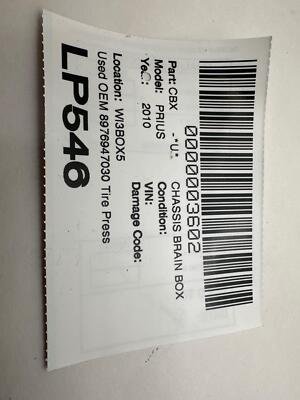 0000003602
Part: CBX -*U.* CHASSIS BRAIN BOX
Model: PRIUS Condition:
Year: 2010 VIN:
Damage Code:
Location: WI3BOX5
Used OEM 8976947030 Tire Press
LP546